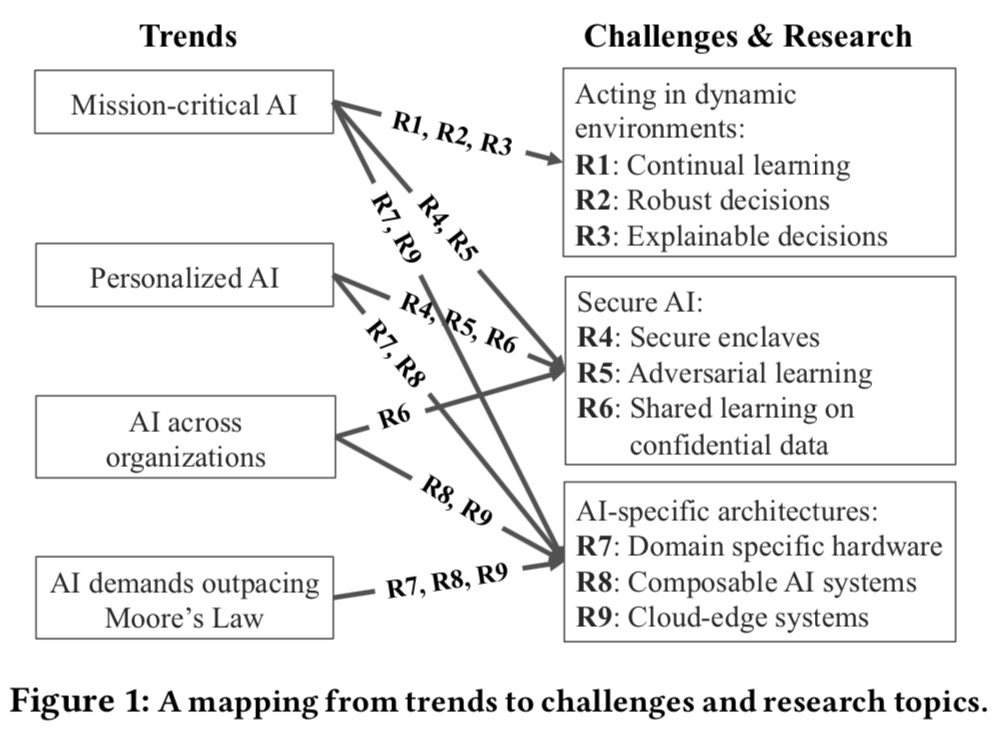 Trends
Challenges & Research
Mission-critical AI
Personalized AI
AI across
organizations
AI demands outpacing
Moore’s Law
R1, R2, R3
R4, R5
R7, R9
R4, R5, R6
R7, R8
R6
R8, R9
R7, R8, R9
Acting in dynamic
environments:
R1: Continual learning
R2: Robust decisions
R3: Explainable decisions
Secure AI:
R4: Secure enclaves
R5: Adversarial learning
R6: Shared learning on
confidential data
AI-specific architectures:
R7: Domain specific hardware
R8: Composable AI systems
R9: Cloud-edge systems
Figure 1: A mapping from trends to challenges and research topics.